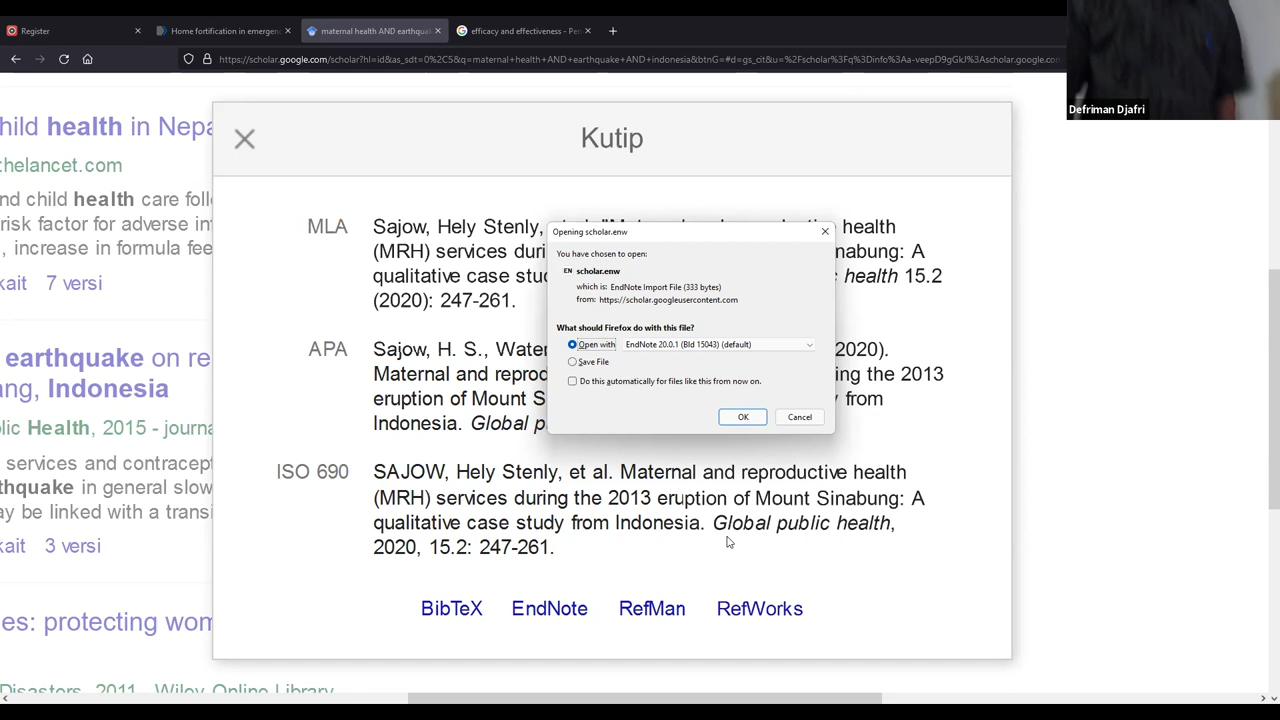 Register
Home fortification in emergenc
maternal health AND earthqua
efficacy and effectiveness - Pen
https://scholar.google.com/scholar?hl=id&as_sdt=0%2C5&q=maternal+health+AND+earthquake+AND+indonesia&btnG=#d=gs_cit&u=%2Fscholar%3Fq%3Dinfo%3Aa-veepD9gGkJ%3Ascholar.google.com
Defriman Djafri
hild health in Nepa
thelancet.com
nd child health care foll
risk factor for adverse in
, increase in formula fee
kait 7 versi
earthquake on re
ang, Indonesia
olic Health, 2015 - journa
services and contracept
thquake in general slow
ay be linked with a transi
kait 3 versi
es: protecting wom
Disasters, 2011 - Wiley Online Library
Kutip
MLA
Sajow, Hely Stenly,
health
(MRH) services duri
nabung: A
qualitative case stu
health 15.2
(2020): 247-261.
APA
Sajow, H. S., Water
2020).
Maternal and repro
ing the 2013
eruption of Mount S
y from
Indonesia. Global p
ISO 690
SAJOW, Hely Stenly, et al. Maternal and reproductive health
(MRH) services during the 2013 eruption of Mount Sinabung: A
qualitative case study from Indonesia. Global public health,
2020, 15.2: 247-261.
BibTeX EndNote RefMan RefWorks
Opening scholar.enw
You have chosen to open:
EN scholar.enw
which is: EndNote Import File (333 bytes)
from: https://scholar.googleusercontent.com
What should Firefox do with this file?
Open with EndNote 20.0.1 (Bld 15043) (default)
Save File
Do this automatically for files like this from now on.
OK Cancel